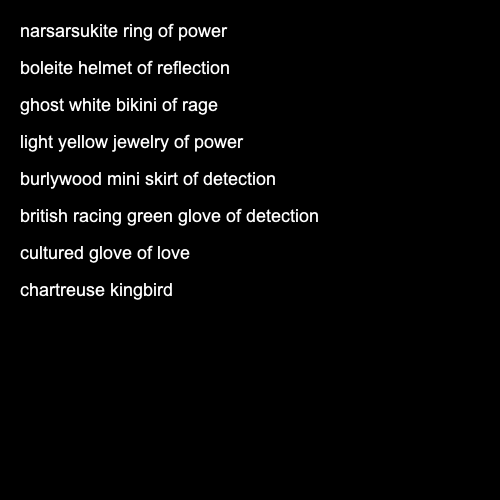 narsarsukite ring of power
boleite helmet of reflection
ghost white bikini of rage
light yellow jewelry of power
burlywood mini skirt of detection
british racing green glove of detection
cultured glove of love
chartreuse kingbird